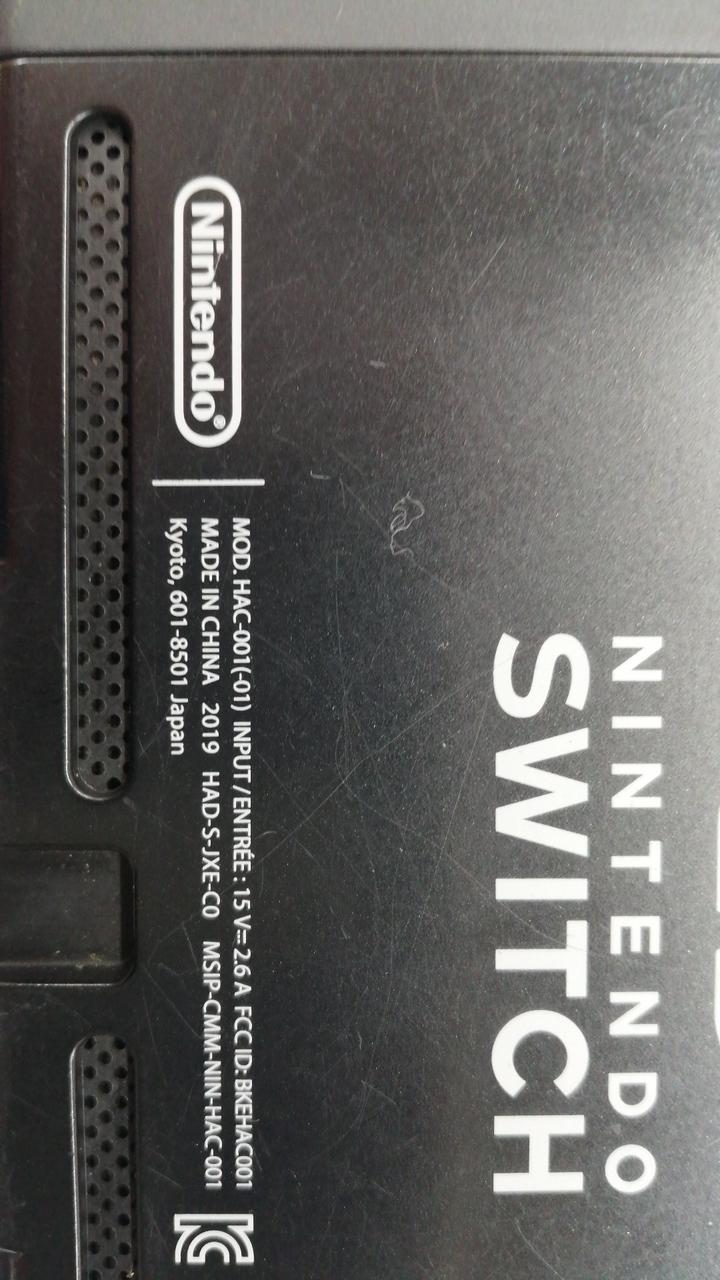 NINTENDO
SWITCH
Nintendo®
MOD. HAC-001(-01) INPUT / ENTRÉE : 15 V⎓ 2.6 A FCC ID: BKEHAC001
MADE IN CHINA 2019 HAD-S-JXE-C0 MSIP-CMM-NIN-HAC-001
Kyoto, 601-8501 Japan